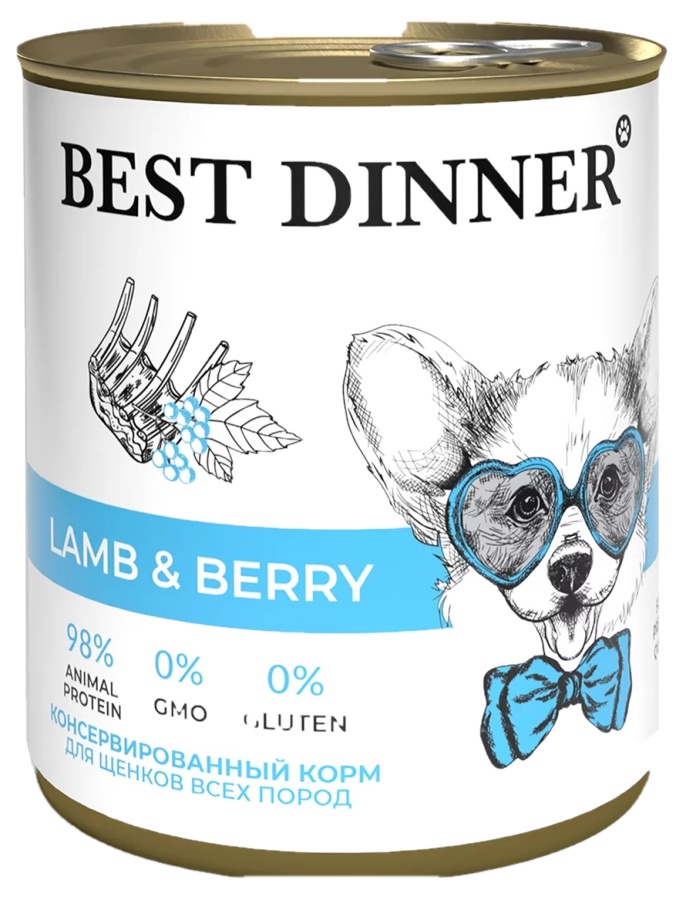 BEST DINNER
LAMB & BERRY
98%
ANIMAL
PROTEIN
0%
GMO
0%
GLUTEN
КОНСЕРВИРОВАННЫЙ КОРМ
ДЛЯ ЩЕНКОВ ВСЕХ ПОРОД